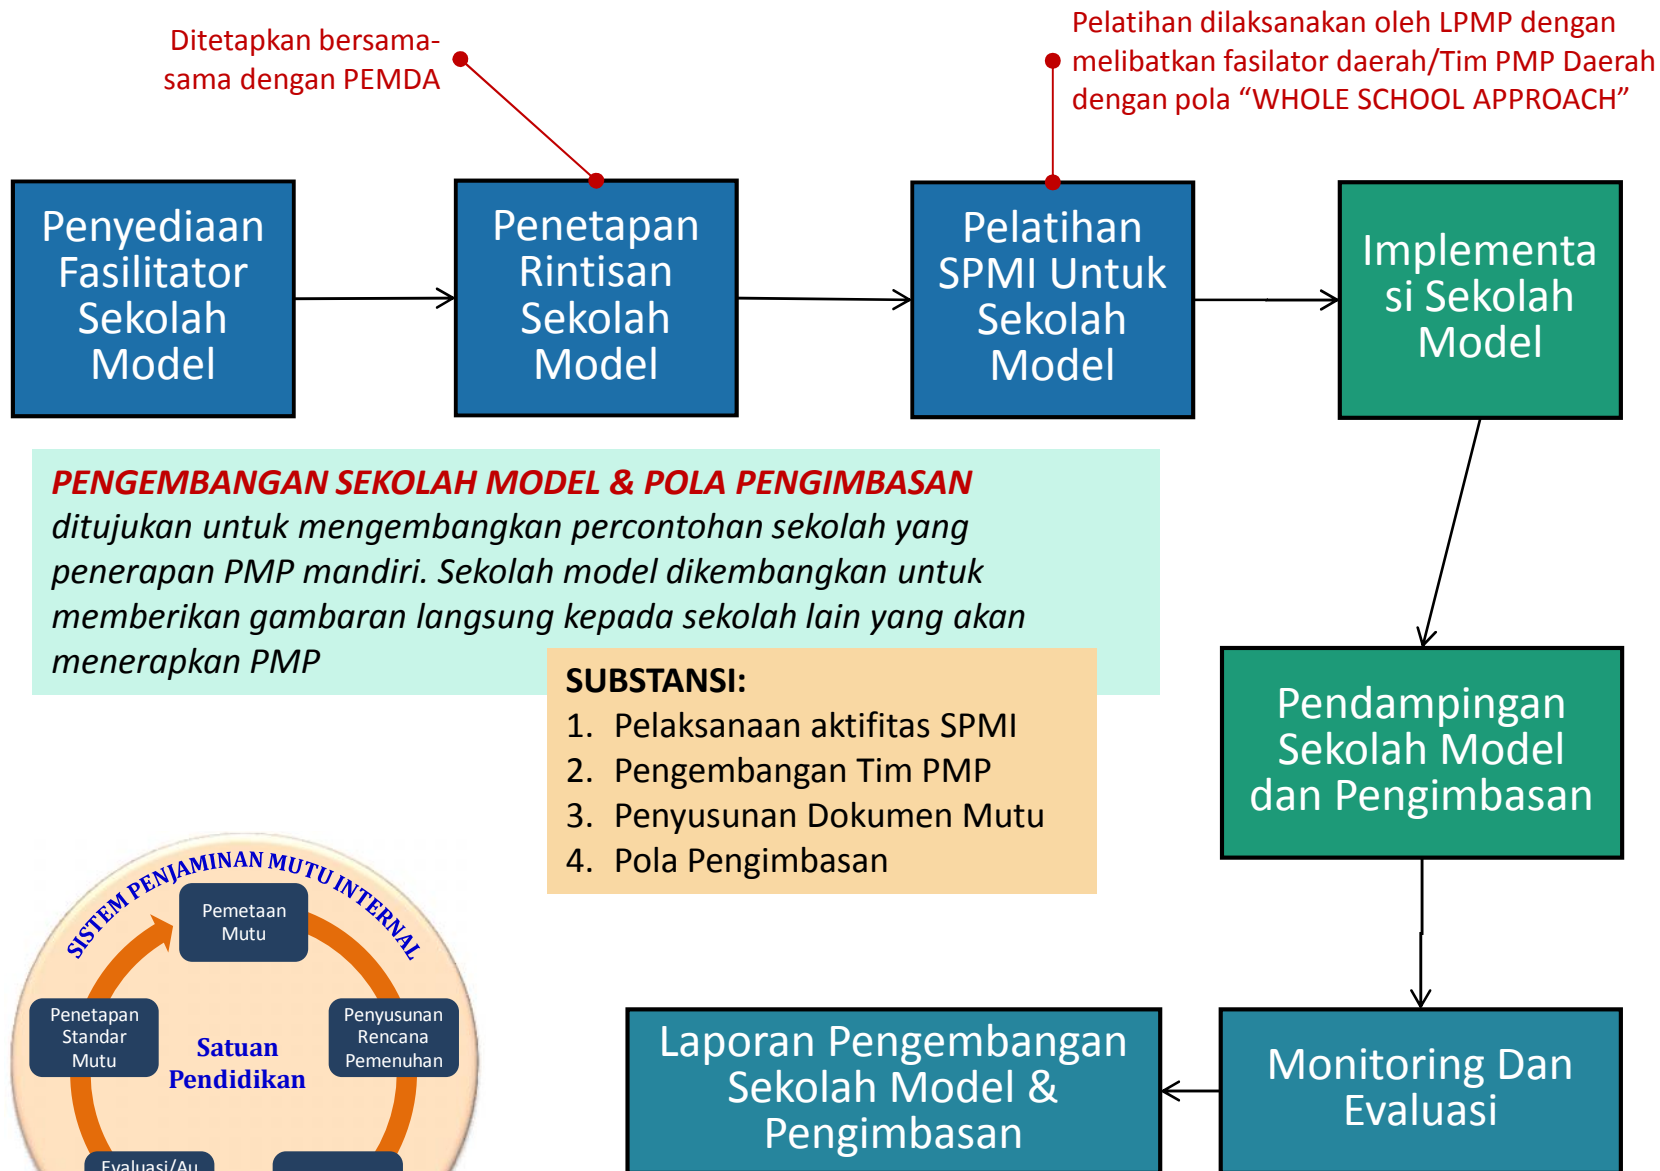 Ditetapkan bersama-
sama dengan PEMDA
Pelatihan dilaksanakan oleh LPMP dengan
melibatkan fasilator daerah/Tim PMP Daerah
dengan pola “WHOLE SCHOOL APPROACH”
Penyediaan
Fasilitator
Sekolah
Model
Penetapan
Rintisan
Sekolah
Model
Pelatihan
SPMI Untuk
Sekolah
Model
Implementa
si Sekolah
Model
PENGEMBANGAN SEKOLAH MODEL & POLA PENGIMBASAN
ditujukan untuk mengembangkan percontohan sekolah yang
penerapan PMP mandiri. Sekolah model dikembangkan untuk
memberikan gambaran langsung kepada sekolah lain yang akan
menerapkan PMP
SUBSTANSI:
1. Pelaksanaan aktifitas SPMI
2. Pengembangan Tim PMP
3. Penyusunan Dokumen Mutu
4. Pola Pengimbasan
Pendampingan
Sekolah Model
dan Pengimbasan
Monitoring Dan
Evaluasi
Laporan Pengembangan
Sekolah Model &
Pengimbasan
SISTEM PENJAMINAN MUTU INTERNAL
Pemetaan
Mutu
Penyusunan
Rencana
Pemenuhan
Penetapan
Standar
Mutu
Satuan
Pendidikan
Evaluasi/Au